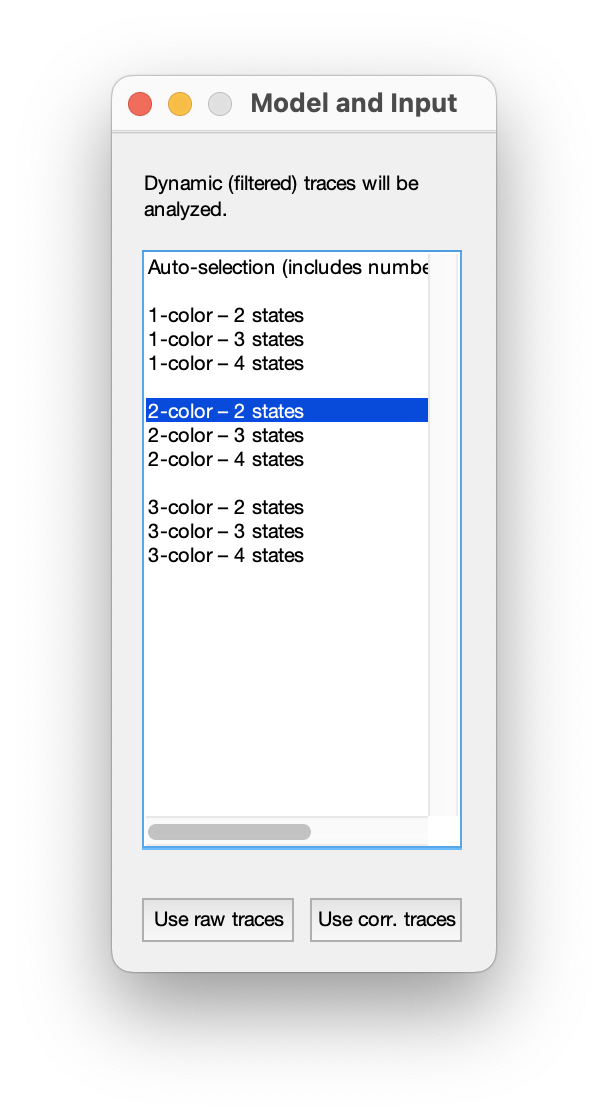 Model and Input
Dynamic (filtered) traces will be
analyzed.
Auto-selection (includes
1-color – 2 states
1-color – 3 states
1-color – 4 states
2-color – 2 states
2-color – 3 states
2-color – 4 states
3-color – 2 states
3-color – 3 states
3-color – 4 states
Use raw traces
Use corr. traces